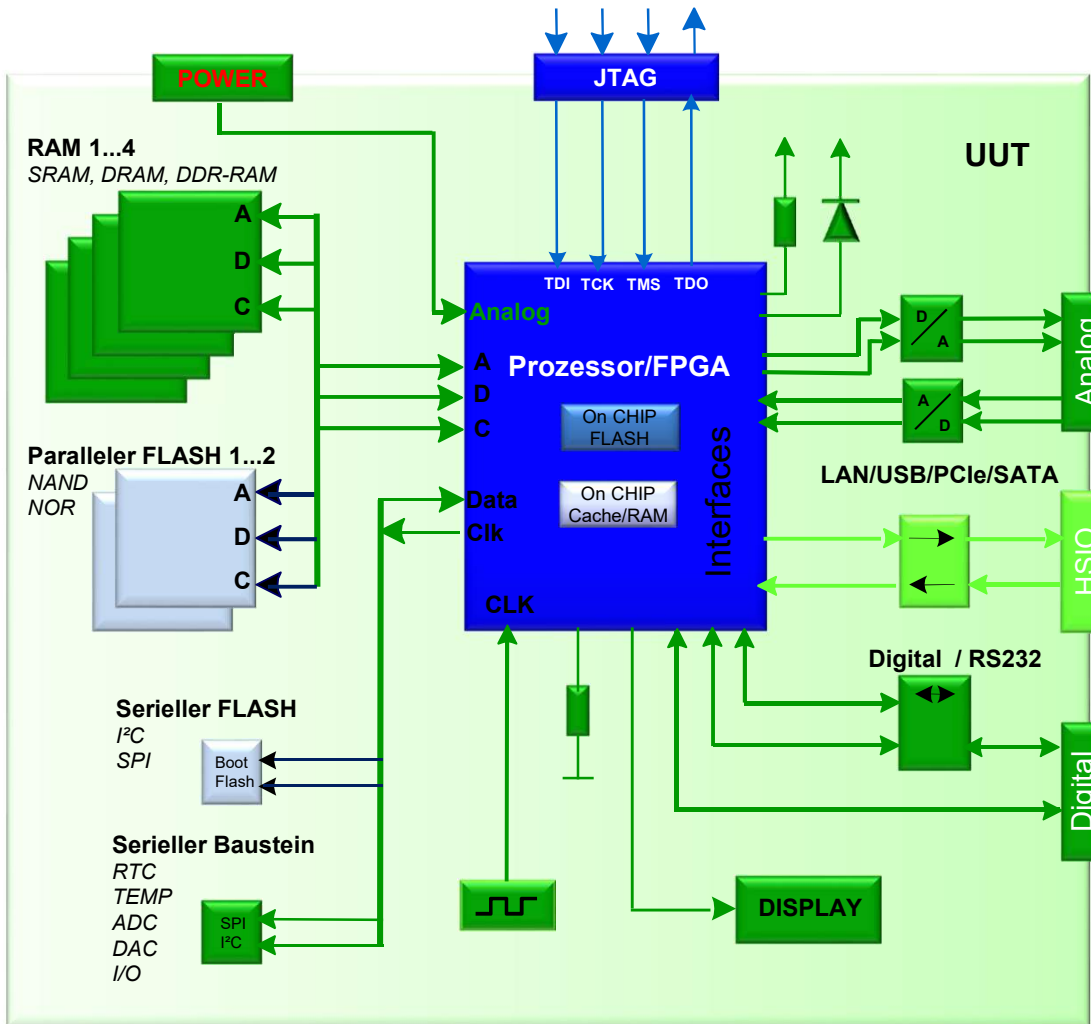 POWER
JTAG
UUT
RAM 1...4
SRAM, DRAM, DDR-RAM
A
D
C
TDI TCK TMS TDO
Analog
Prozessor/FPGA
A
D
C
On CHIP
FLASH
On CHIP
Cache/RAM
Data
Clk
CLK
Interfaces
D
A
A
D
Analog
Paralleler FLASH 1...2
NAND
NOR
A
D
C
LAN/USB/PCIe/SATA
HSIO
Digital / RS232
Digital
Serieller FLASH
I²C
SPI
Boot
Flash
Serieller Baustein
RTC
TEMP
ADC
DAC
I/O
SPI
I²C
DISPLAY